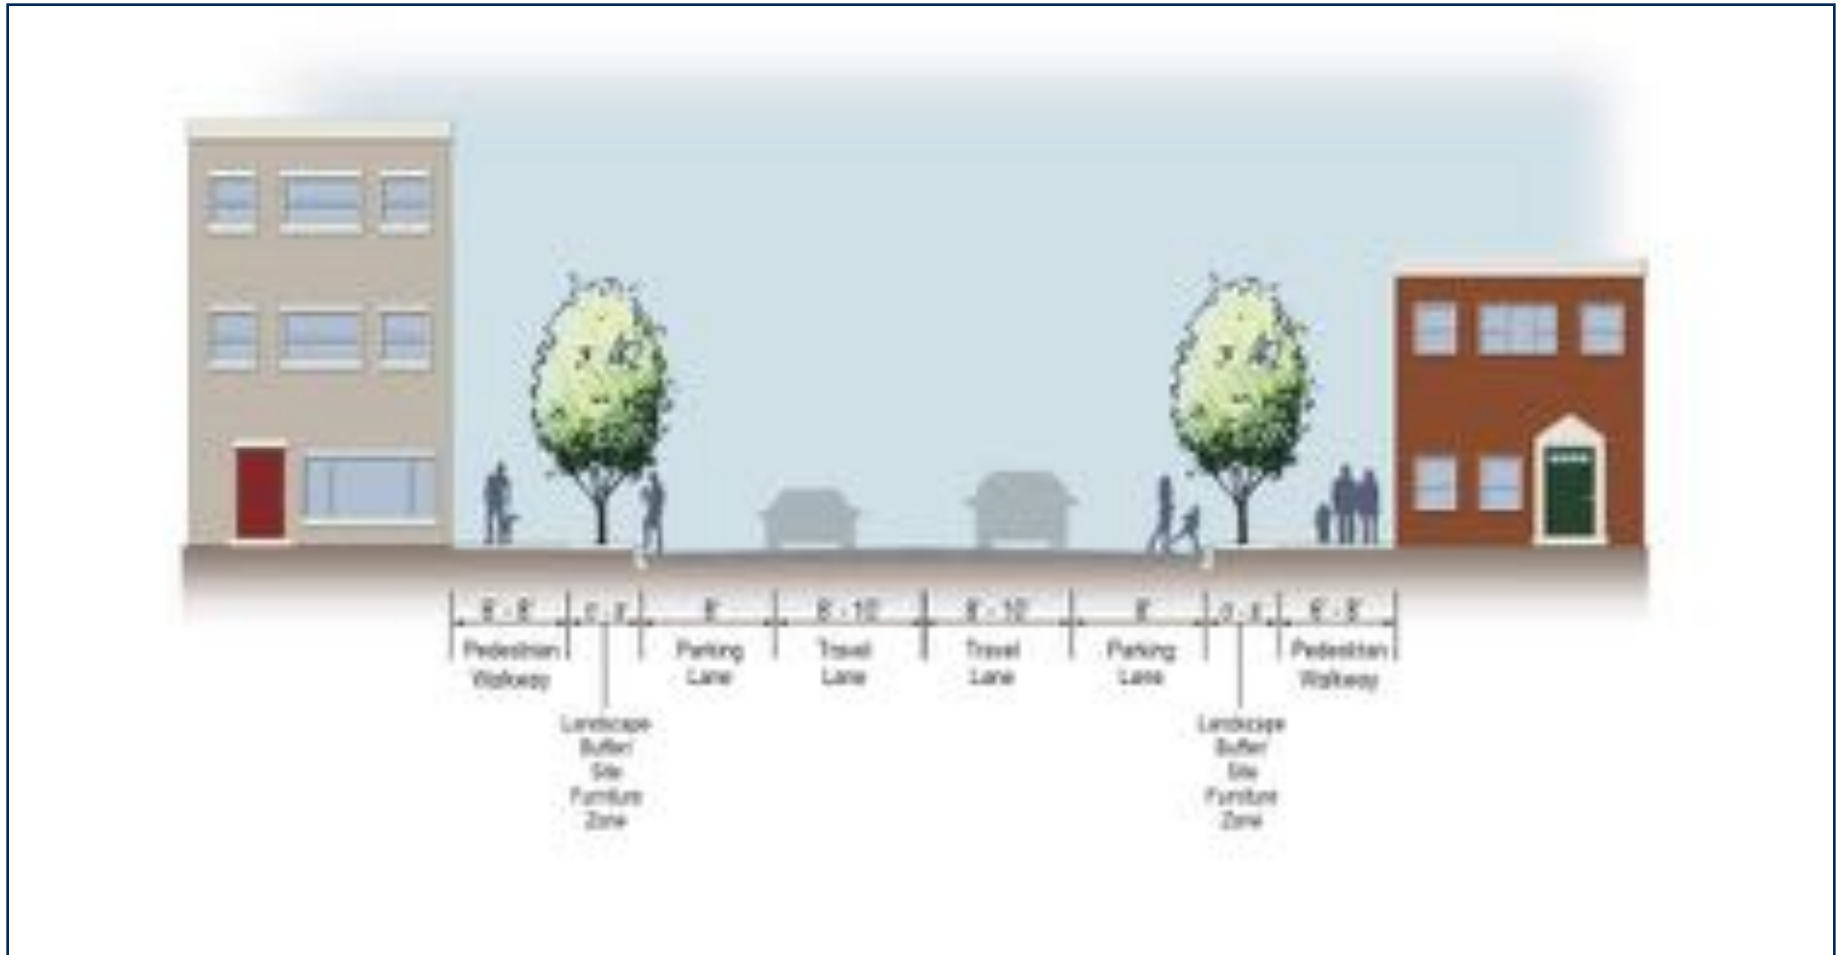 8'
8'
Pedestrian
Walkway
Parking
Lane
Travel
Lane
Travel
Lane
Parking
Lane
Pedestrian
Walkway
Landscape
Buffer/
Site
Furniture
Zone
Landscape
Buffer/
Site
Furniture
Zone